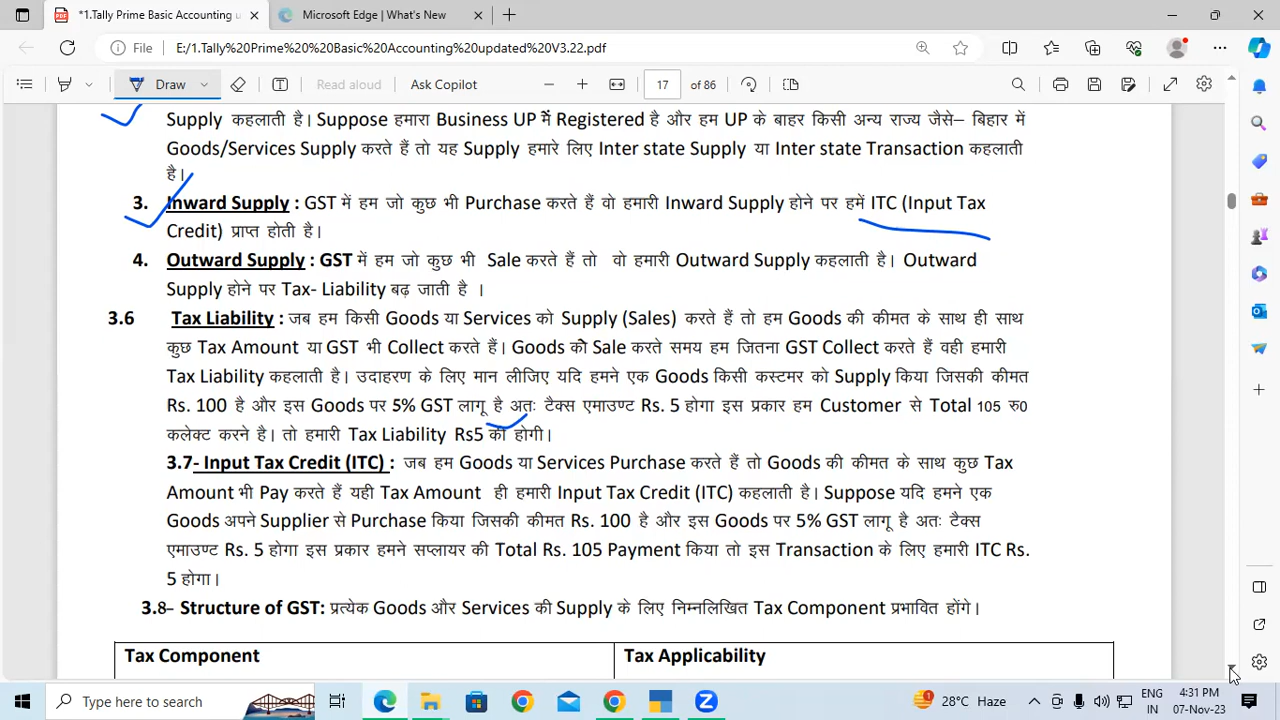 *1.Tally Prime Basic Accounting u
Microsoft Edge | What's New
File
E:/1.Tally%20Prime%20%20Basic%20Accounting%20updated%20V3.22.pdf
Draw
Read aloud
Ask Copilot
17 of 86
Supply कहलाता है। Suppose हमारा Business UP में Registered है और हम UP के बाहर किसी अन्य राज्य जैसे– बिहार में
Goods/Services Supply करते हैं तो यह Supply हमारे लिए Inter state Supply या Inter state Transaction कहलाती
है।
3. Inward Supply : GST में हम जो कुछ भी Purchase करते हैं वो हमारी Inward Supply होने पर हमें ITC (Input Tax
Credit) प्राप्त होती है।
4. Outward Supply : GST में हम जो कुछ भी Sale करते हैं तो वो हमारी Outward Supply कहलाती है। Outward
Supply होने पर Tax- Liability बढ़ जाती है ।
3.6 Tax Liability : जब हम किसी Goods या Services को Supply (Sales) करते हैं तो हम Goods की कीमत के साथ ही साथ
कुछ Tax Amount या GST भी Collect करते हैं। Goods को Sale करते समय हम जितना GST Collect करते हैं वही हमारी
Tax Liability कहलाती है। उदाहरण के लिए मान लीजिए यदि हमने एक Goods किसी कस्टमर को Supply किया जिसकी कीमत
Rs. 100 है और इस Goods पर 5% GST लागू है अतः टैक्स एमाउण्ट Rs. 5 होगा इस प्रकार हम Customer से Total 105 रु0
कलेक्ट करने है। तो हमारी Tax Liability Rs5 की होगी।
3.7- Input Tax Credit (ITC) : जब हम Goods या Services Purchase करते हैं तो Goods की कीमत के साथ कुछ Tax
Amount भी Pay करते हैं यही Tax Amount ही हमारी Input Tax Credit (ITC) कहलाता है। Suppose यदि हमने एक
Goods अपने Supplier से Purchase किया जिसकी कीमत Rs. 100 है और इस Goods पर 5% GST लागू है अतः टैक्स
एमाउण्ट Rs. 5 होगा इस प्रकार हमने सप्लायर की Total Rs. 105 Payment किया तो इस Transaction के लिए हमारी ITC Rs.
5 होगा।
3.8– Structure of GST: प्रत्येक Goods और Services की Supply के लिए निम्नलिखित Tax Component प्रभावित होंगे।
Tax Component
Tax Applicability
Type here to search
28°C Haze
ENG
IN
4:31 PM
07-Nov-23